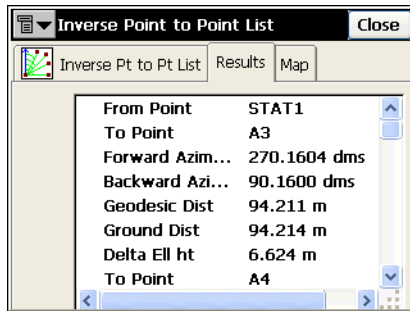 Inverse Point to Point List Close
Inverse Pt to Pt List Results Map
From Point STAT1
To Point A3
Forward Azim... 270.1604 dms
Backward Azi... 90.1600 dms
Geodesic Dist 94.211 m
Ground Dist 94.214 m
Delta Ell ht 6.624 m
To Point A4